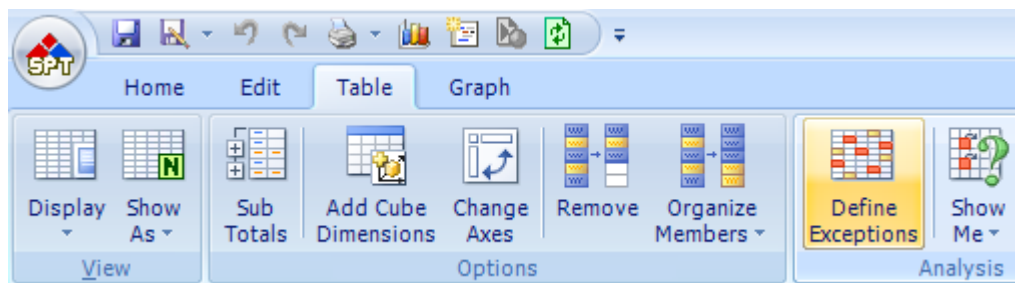 SPT
Home Edit Table Graph
N
Display Show As Sub Totals Add Cube Dimensions Change Axes Remove Organize Members Define Exceptions Show Me
View Options Analysis